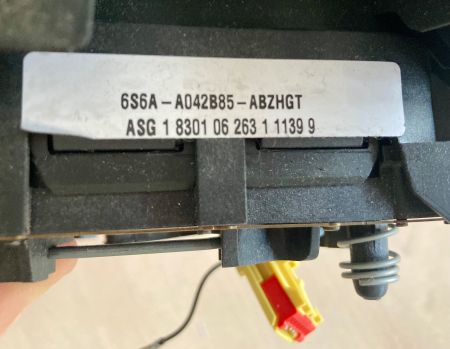 6S6A-A042B85-ABZHGT
ASG 1 8301 06 263 1 1139 9